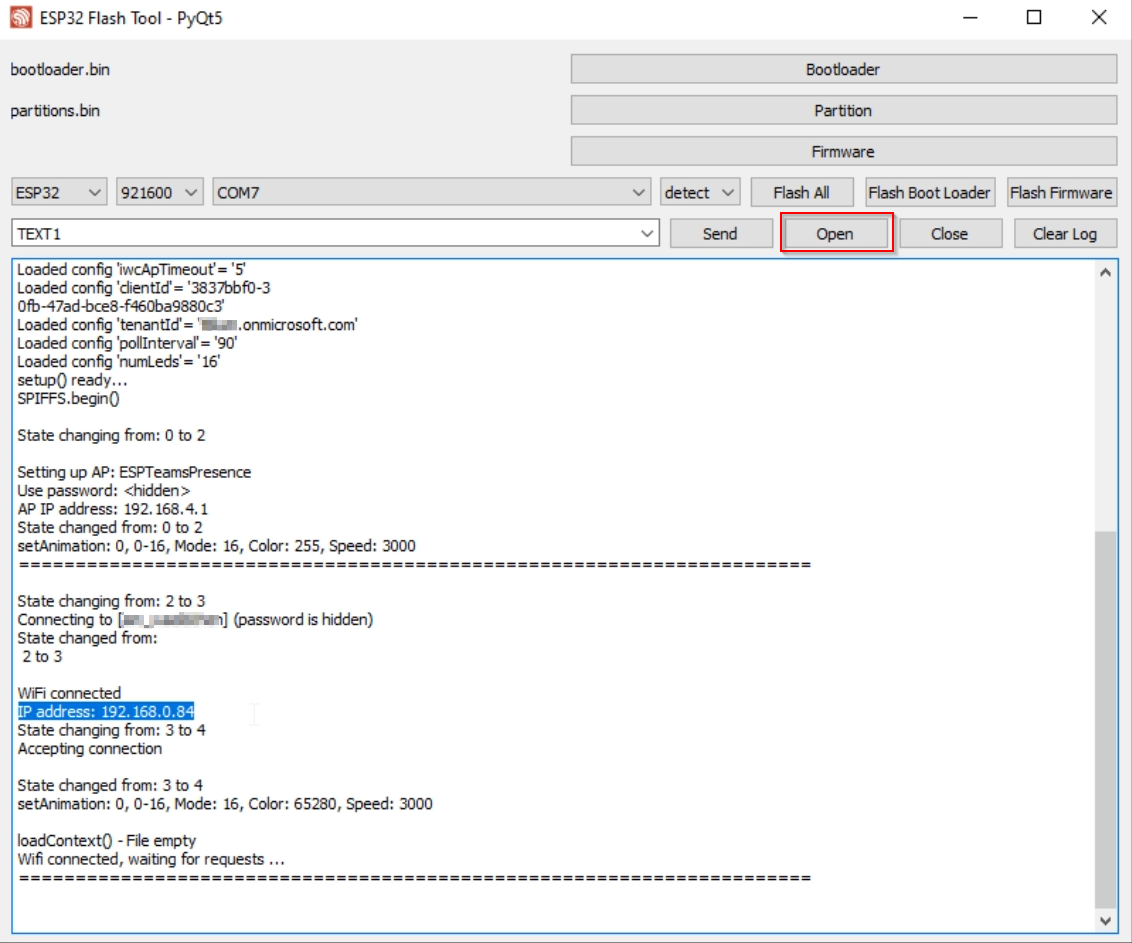 ESP32 Flash Tool - PyQt5
bootloader.bin
Bootloader
partitions.bin
Partition
Firmware
ESP32
921600
COM7
detect
Flash All
Flash Boot Loader
Flash Firmware
TEXT1
Send
Open
Close
Clear Log
Loaded config 'iwcApTimeout'= '5'
Loaded config 'clientId'= '3837bbf0-3
0fb-47ad-bce8-f460ba9880c3'
Loaded config 'tenantId'= ' .onmicrosoft.com'
Loaded config 'pollInterval'= '90'
Loaded config 'numLeds'= '16'
setup() ready...
SPIFFS.begin()
State changing from: 0 to 2
Setting up AP: ESPTeamsPresence
Use password: <hidden>
AP IP address: 192.168.4.1
State changed from: 0 to 2
setAnimation: 0, 0-16, Mode: 16, Color: 255, Speed: 3000
======================================================================
State changing from: 2 to 3
Connecting to [ ] (password is hidden)
State changed from:
2 to 3
WiFi connected
IP address: 192.168.0.84
State changing from: 3 to 4
Accepting connection
State changed from: 3 to 4
setAnimation: 0, 0-16, Mode: 16, Color: 65280, Speed: 3000
loadContext() - File empty
Wifi connected, waiting for requests ...
======================================================================